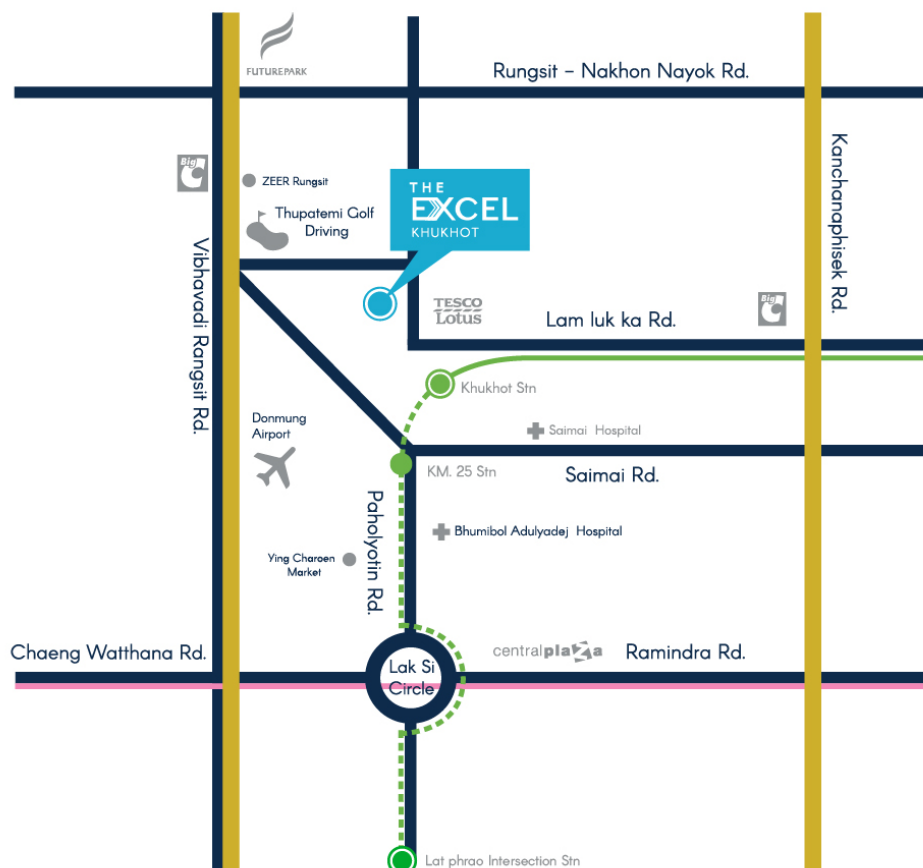 FUTUREPARK
Rungsit - Nakhon Nayok Rd.
Big C
ZEER Rungsit
THE
EXCEL
KHUKHOT
Kanchanaphisek Rd.
Thupatemi Golf
Driving
Vibhavadi Rangsit Rd.
TESCO
Lotus
Lam luk ka Rd.
Big C
Khukhot Stn
Donmung
Airport
Saimai Hospital
KM. 25 Stn
Saimai Rd.
Paholyotin Rd.
Bhumibol Adulyadej Hospital
Ying Charoen
Market
Chaeng Watthana Rd.
Lak Si
Circle
centralplaza
Ramindra Rd.
Lat phrao Intersection Stn